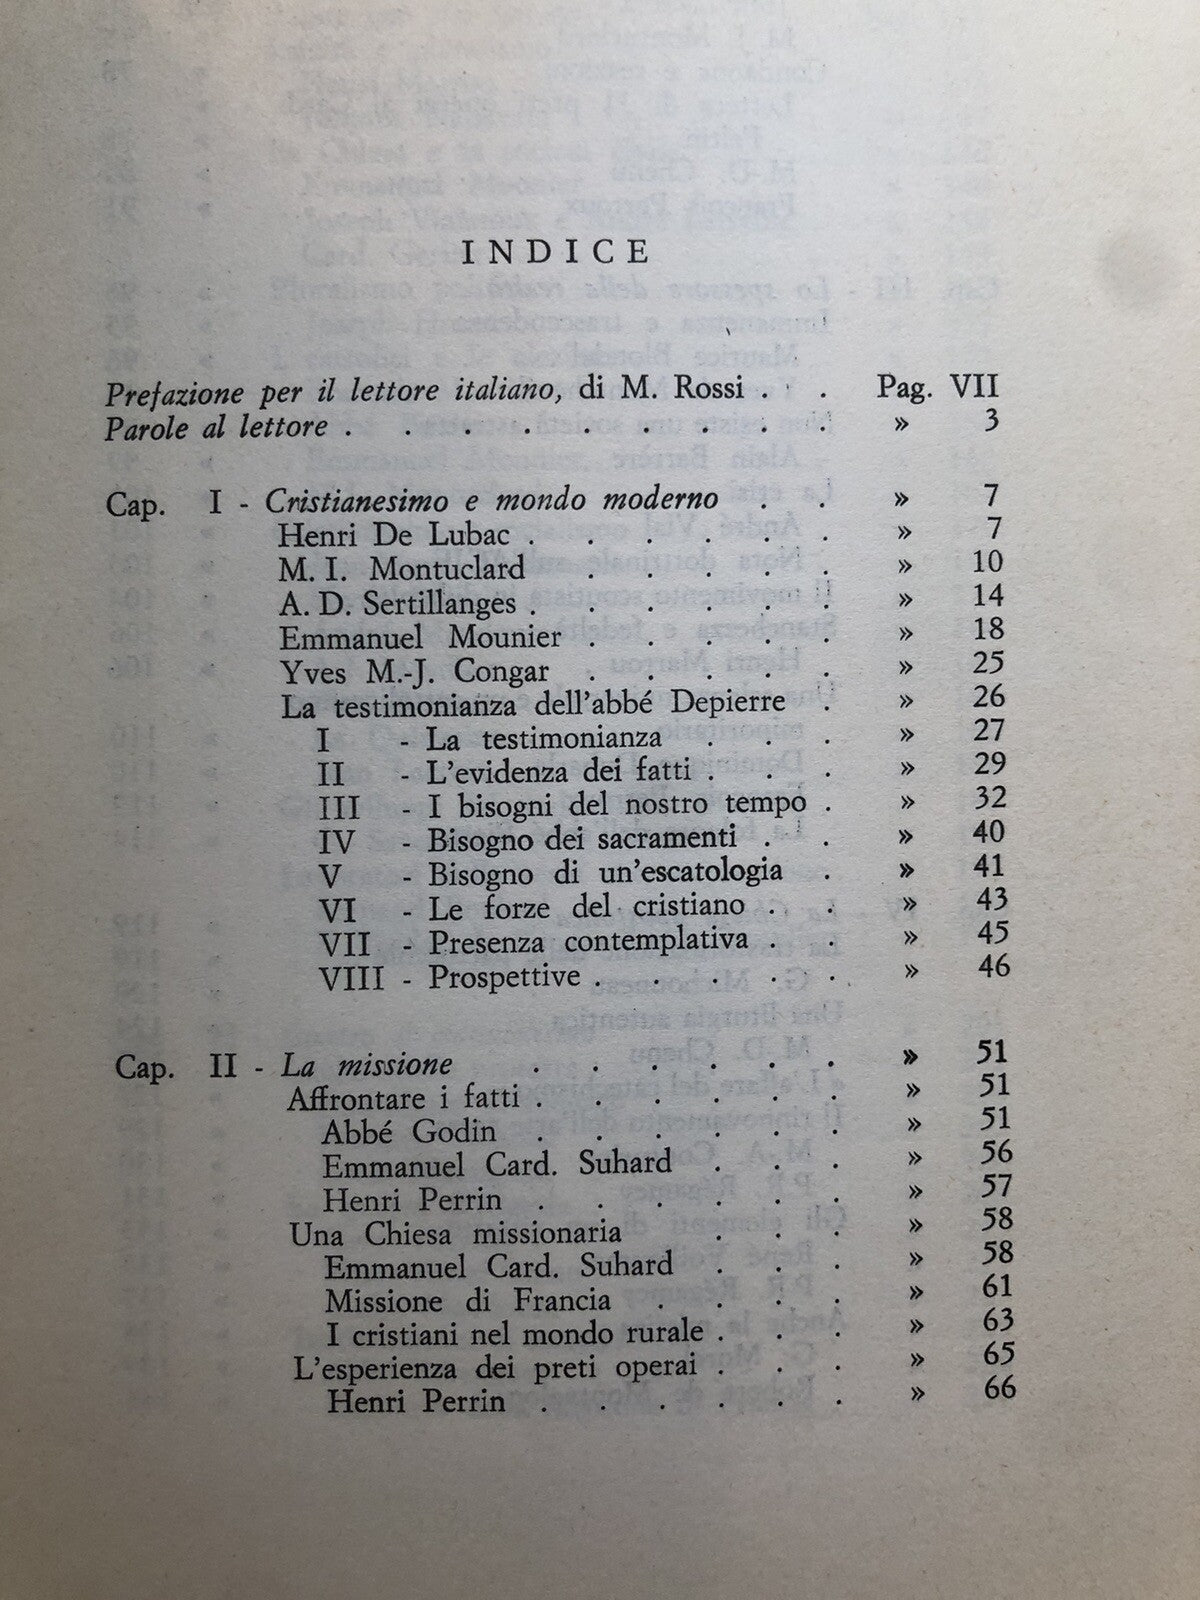 INDICE
Prefazione per il lettore italiano, di M. Rossi . . Pag. VII
Parole al lettore . . . . . . . . . » 3
Cap. I - Cristianesimo e mondo moderno . . » 7
Henri De Lubac . . . . . . » 7
M. I. Montuclard . . . . . » 10
A. D. Sertillanges . . . . . . » 14
Emmanuel Mounier . . . . . » 18
Yves M.-J. Congar . . . . . » 25
La testimonianza dell'abbé Depierre . » 26
I - La testimonianza . . . » 27
II - L'evidenza dei fatti . . . » 29
III - I bisogni del nostro tempo . » 32
IV - Bisogno dei sacramenti . . » 40
V - Bisogno di un'escatologia . » 41
VI - Le forze del cristiano . . » 43
VII - Presenza contemplativa . . » 45
VIII - Prospettive . . . . . » 46
Cap. II - La missione . . . . . . » 51
Affrontare i fatti . . . . . . » 51
Abbé Godin . . . . . . » 51
Emmanuel Card. Suhard . . . » 56
Henri Perrin . . . . . . » 57
Una Chiesa missionaria . . . » 58
Emmanuel Card. Suhard . . . » 58
Missione di Francia . . . . » 61
I cristiani nel mondo rurale . . . » 63
L'esperienza dei preti operai . . . » 65
Henri Perrin . . . . . . » 66